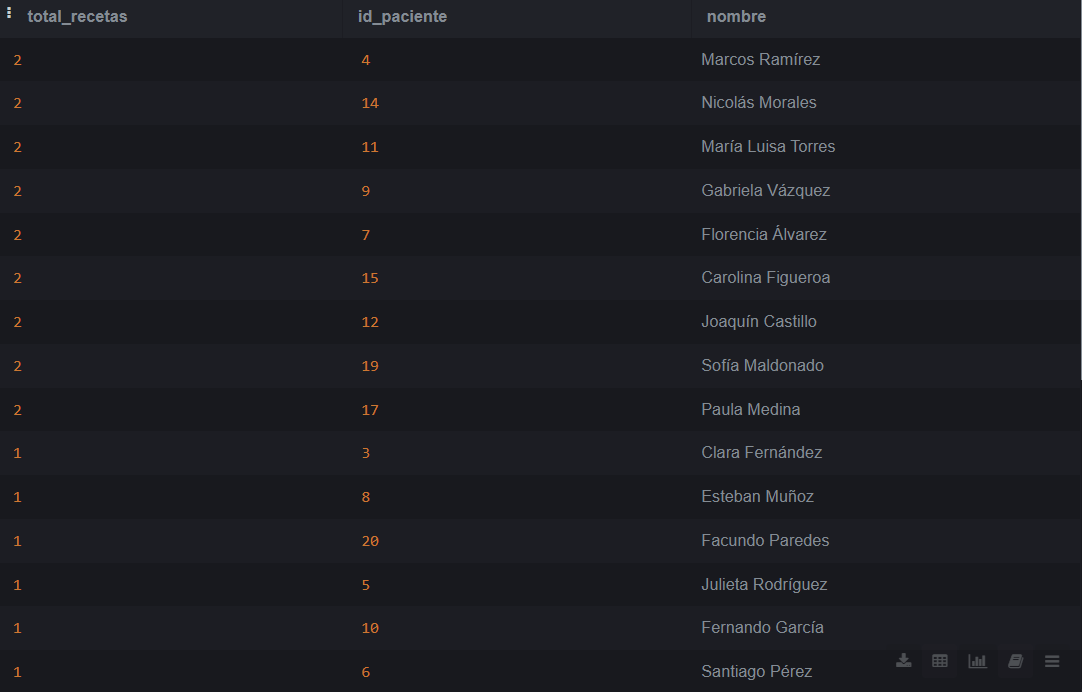 total_recetas id_paciente nombre
2 4 Marcos Ramírez
2 14 Nicolás Morales
2 11 María Luisa Torres
2 9 Gabriela Vázquez
2 7 Florencia Álvarez
2 15 Carolina Figueroa
2 12 Joaquín Castillo
2 19 Sofía Maldonado
2 17 Paula Medina
1 3 Clara Fernández
1 8 Esteban Muñoz
1 20 Facundo Paredes
1 5 Julieta Rodríguez
1 10 Fernando García
1 6 Santiago Pérez